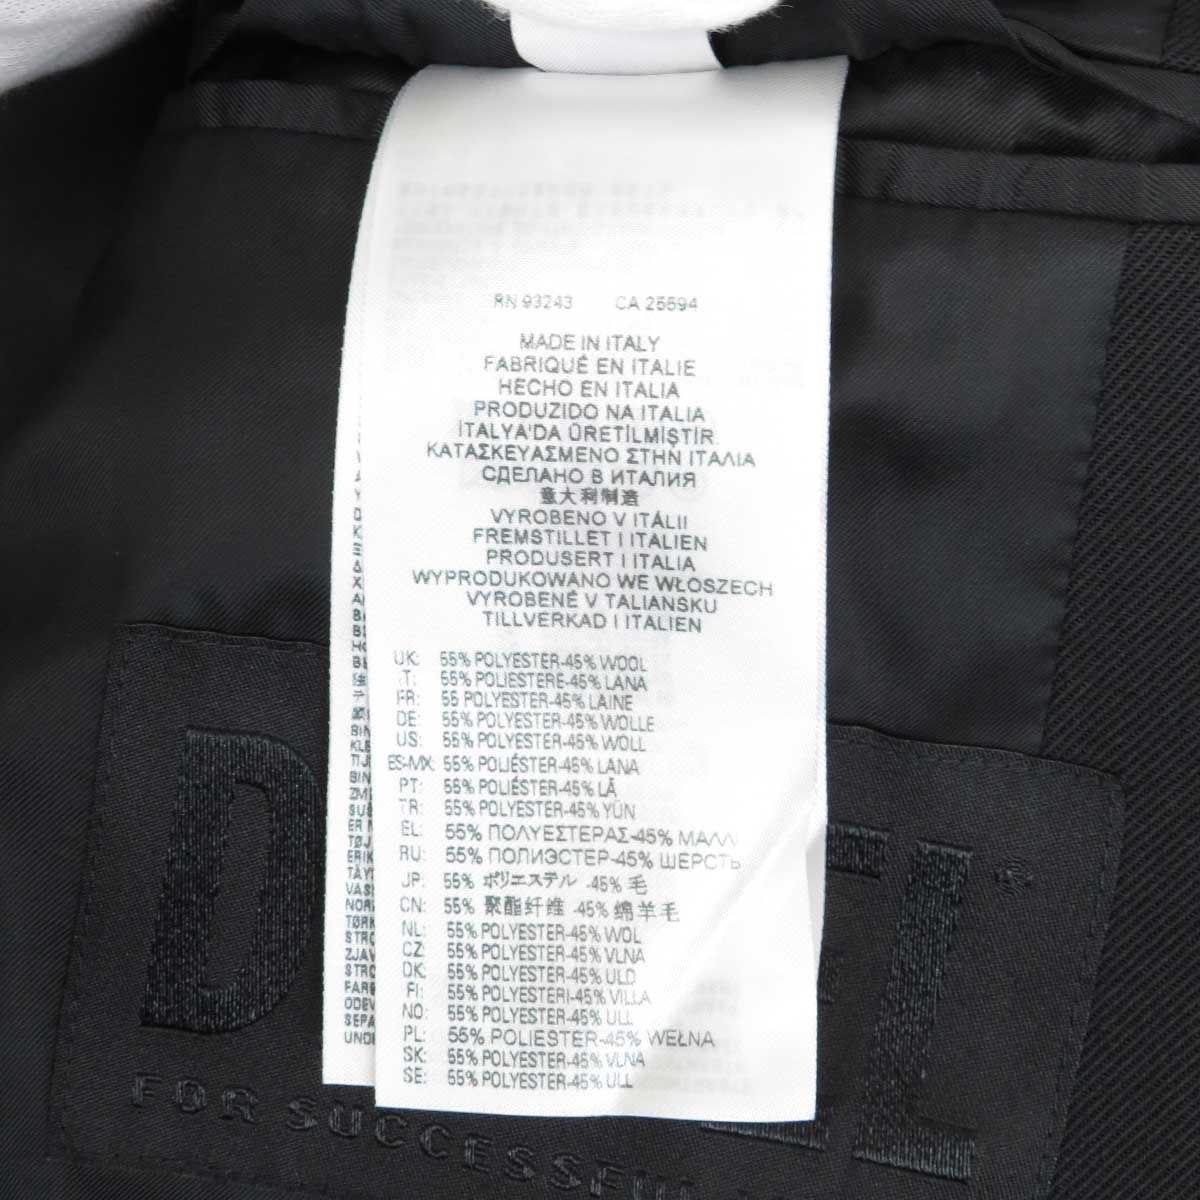 RN 93243 CA 25594
MADE IN ITALY
FABRIQUÉ EN ITALIE
HECHO EN ITALIA
PRODUZIDO NA ITALIA
İTALYA'DA ÜRETİLMİŞTİR.
ΚΑΤΑΣΚΕΥΑΣΜΕΝΟ ΣΤΗΝ ΙΤΑΛΙΑ
СДЕЛАНО В ИТАЛИЯ
意大利制造
VYROBENO V ITÁLII
FREMSTILLET I ITALIEN
PRODUSERT I ITALIA
WYPRODUKOWANO WE WŁOSZECH
VYROBENÉ V TALIANSKU
TILLVERKAD I ITALIEN
UK: 55% POLYESTER-45% WOOL
IT: 55% POLIESTERE-45% LANA
FR: 55 POLYESTER-45% LAINE
DE: 55% POLYESTER-45% WOLLE
US: 55% POLYESTER-45% WOLL
ES-MX: 55% POLIÉSTER-45% LANA
PT: 55% POLIÉSTER-45% LÃ
TR: 55% POLYESTER-45% YÜN
EL: 55% ΠΟΛΥΕΣΤΕΡΑΣ-45% ΜΑΛΛΙ
RU: 55% ПОЛИЭСТЕР-45% ШЕРСТЬ
JP: 55% ポリエステル -45% 毛
CN: 55% 聚酯纤维 -45% 绵羊毛
NL: 55% POLYESTER-45% WOL
CZ: 55% POLYESTER-45% VLNA
DK: 55% POLYESTER-45% ULD
FI: 55% POLYESTERI-45% VILLA
NO: 55% POLYESTER-45% ULL
PL: 55% POLIESTER-45% WEŁNA
SK: 55% POLYESTER-45% VLNA
SE: 55% POLYESTER-45% ULL
FOR SUCCESSFUL